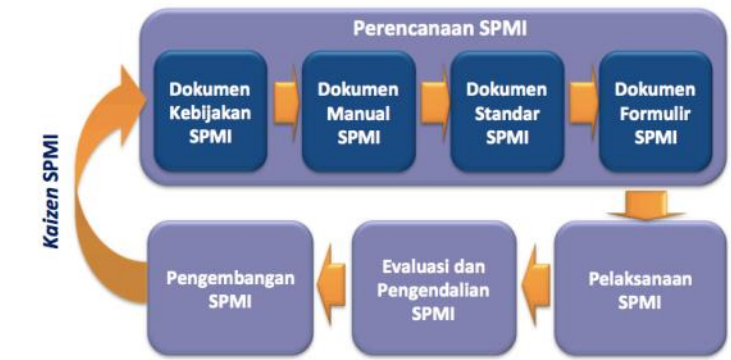 Perencanaan SPMI
Dokumen
Kebijakan
SPMI
Dokumen
Manual
SPMI
Dokumen
Standar
SPMI
Dokumen
Formulir
SPMI
Kaizen SPMI
Pengembangan
SPMI
Evaluasi dan
Pengendalian
SPMI
Pelaksanaan
SPMI